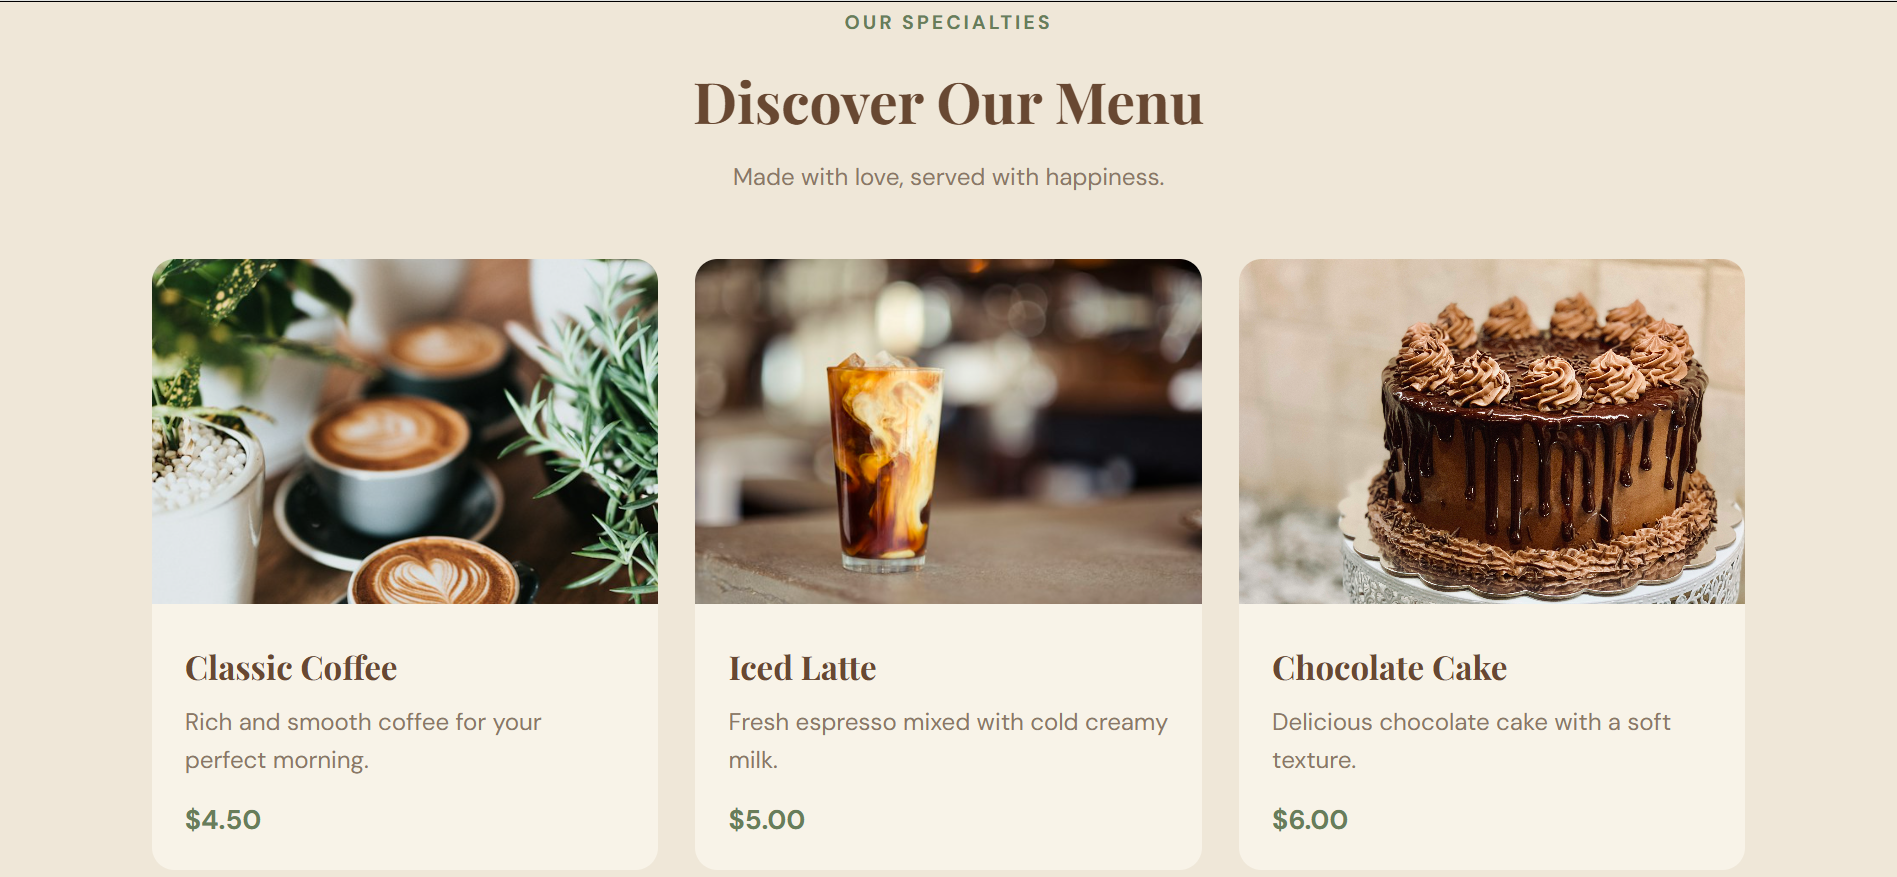 OUR SPECIALTIES
Discover Our Menu
Made with love, served with happiness.
Classic Coffee
Rich and smooth coffee for your
perfect morning.
$4.50
Iced Latte
Fresh espresso mixed with cold creamy
milk.
$5.00
Chocolate Cake
Delicious chocolate cake with a soft
texture.
$6.00